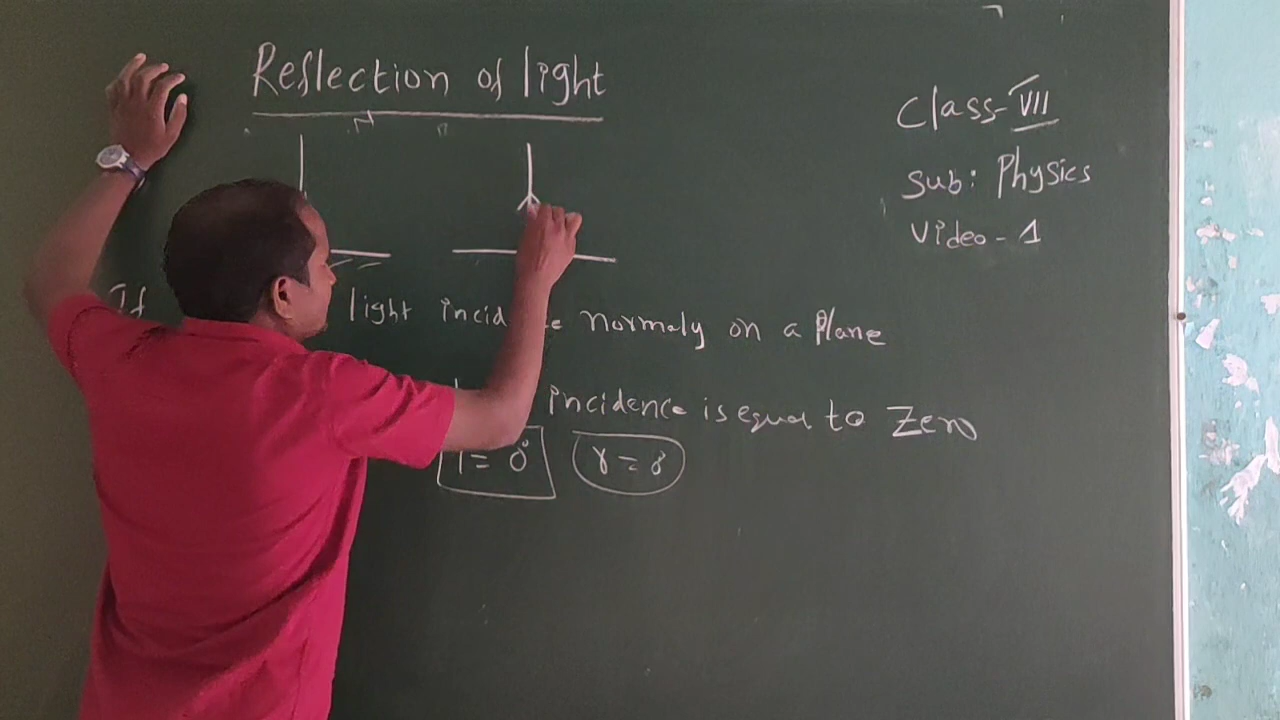 Reflection of light
Class-VII
Sub: Physics
Video - 1
N
If light normaly on a Plane
incidence is equal to Zero
i = 0° r = 0°